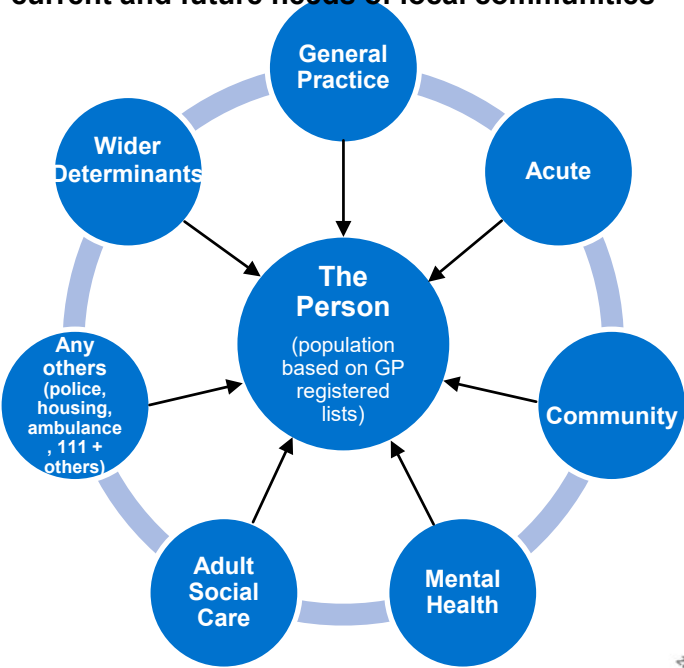 current and future needs of local communities
General
Practice
Acute
Community
Mental
Health
Adult
Social
Care
Any
others
(police,
housing,
ambulance
, 111 +
others)
Wider
Determinants
The
Person
(population
based on GP
registered
lists)